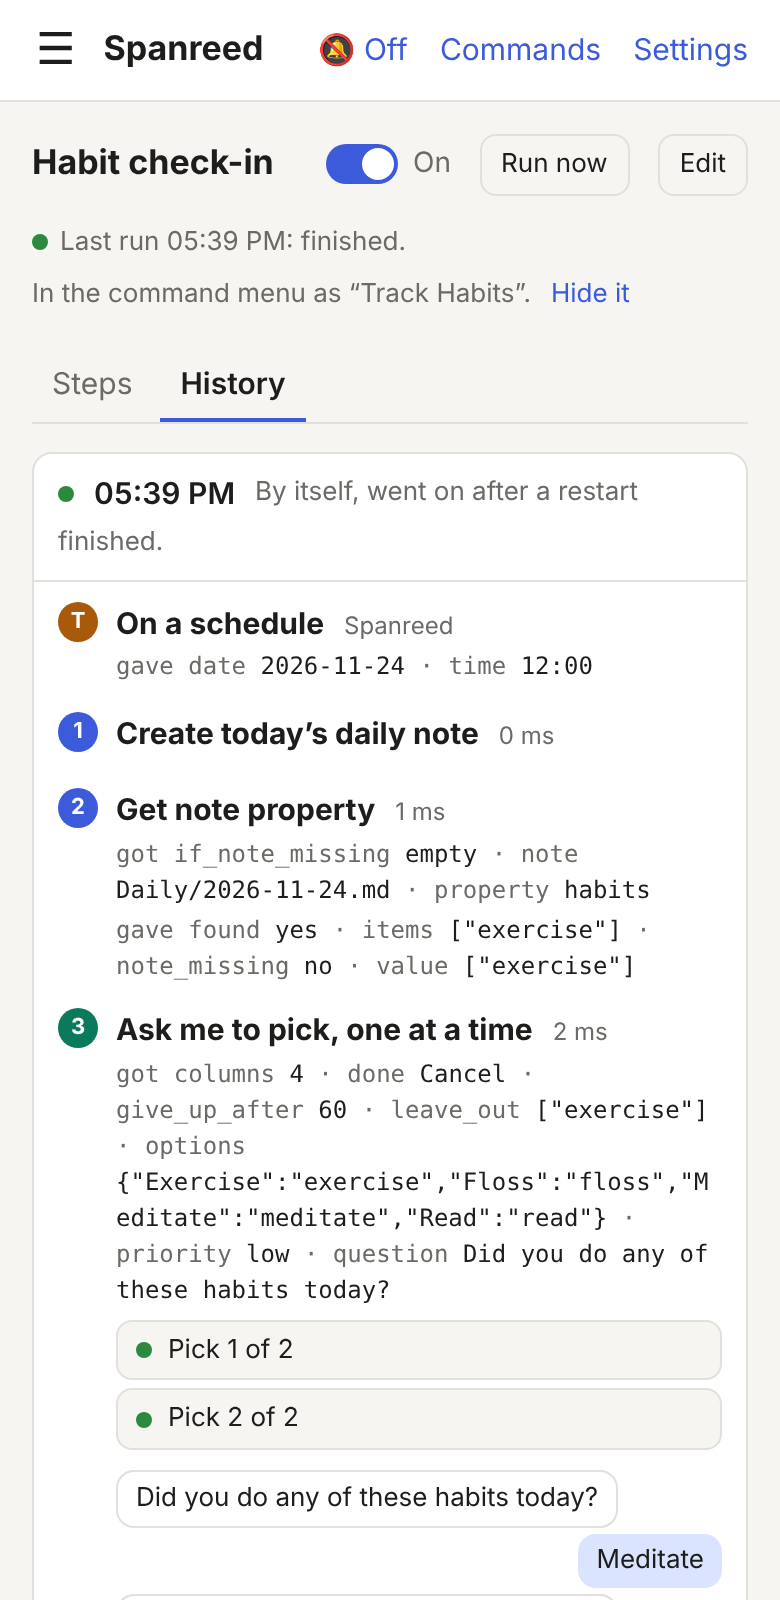 ☰ Spanreed 🔕 Off Commands Settings
Habit check-in On Run now Edit
Last run 05:39 PM: finished.
In the command menu as “Track Habits”. Hide it
Steps History
05:39 PM By itself, went on after a restart
finished.
T On a schedule Spanreed
gave date 2026-11-24 · time 12:00
1 Create today’s daily note 0 ms
2 Get note property 1 ms
got if_note_missing empty · note
Daily/2026-11-24.md · property habits
gave found yes · items ["exercise"] ·
note_missing no · value ["exercise"]
3 Ask me to pick, one at a time 2 ms
got columns 4 · done Cancel ·
give_up_after 60 · leave_out ["exercise"]
· options
{"Exercise":"exercise","Floss":"floss","M
editate":"meditate","Read":"read"} ·
priority low · question Did you do any of
these habits today?
Pick 1 of 2
Pick 2 of 2
Did you do any of these habits today?
Meditate